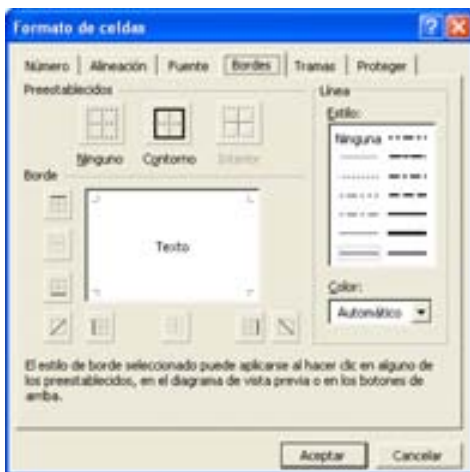 Formato de celdas
Número Alineación Fuente Bordes Tramas Proteger
Preestablecidos
Línea
Estilo:
Ninguna
Ninguno Contorno Interior
Borde
Texto
Color:
Automático
El estilo de borde seleccionado puede aplicarse al hacer clic en alguno de
los preestablecidos, en el diagrama de vista previa o en los botones de
arriba.
Aceptar Cancelar